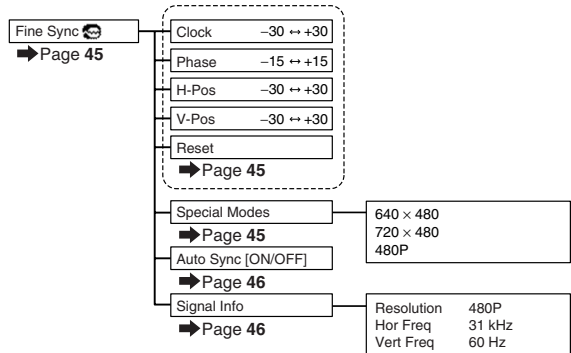 Fine Sync
Page 45
Clock −30 ↔ +30
Phase −15 ↔ +15
H-Pos −30 ↔ +30
V-Pos −30 ↔ +30
Reset
Page 45
Special Modes
Page 45
640 × 480
720 × 480
480P
Auto Sync [ON/OFF]
Page 46
Signal Info
Page 46
Resolution 480P
Hor Freq 31 kHz
Vert Freq 60 Hz